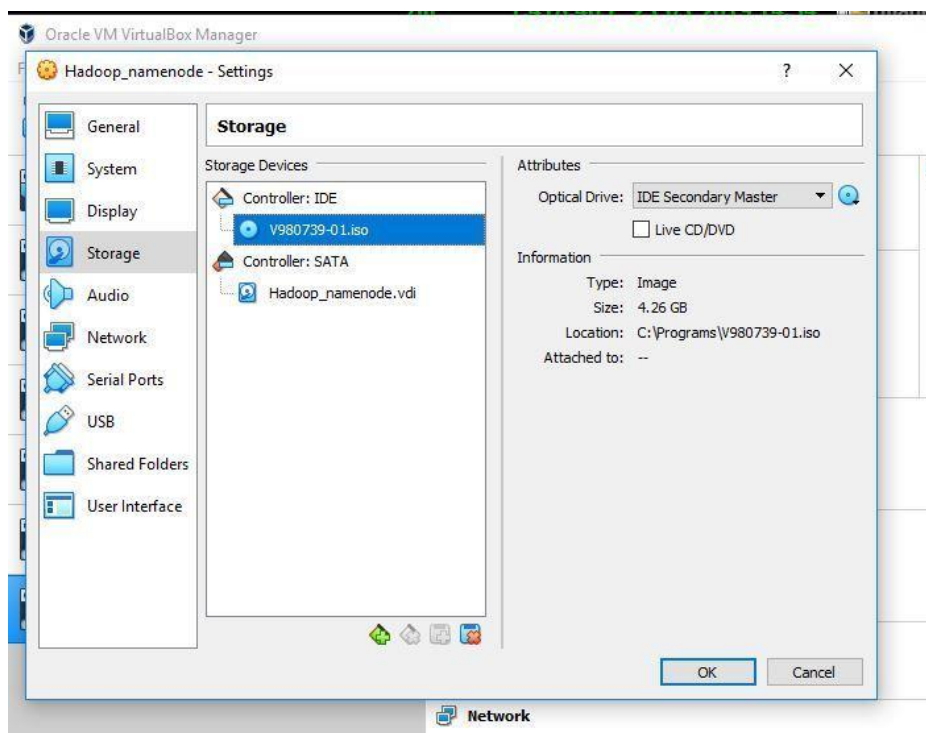 Oracle VM VirtualBox Manager
Hadoop_namenode - Settings
?
General
System
Display
Storage
Audio
Network
Serial Ports
USB
Shared Folders
User Interface
Storage
Storage Devices
Controller: IDE
V980739-01.iso
Controller: SATA
Hadoop_namenode.vdi
Attributes
Optical Drive: IDE Secondary Master
Live CD/DVD
Information
Type: Image
Size: 4.26 GB
Location: C:\Programs\V980739-01.iso
Attached to: --
OK
Cancel
Network